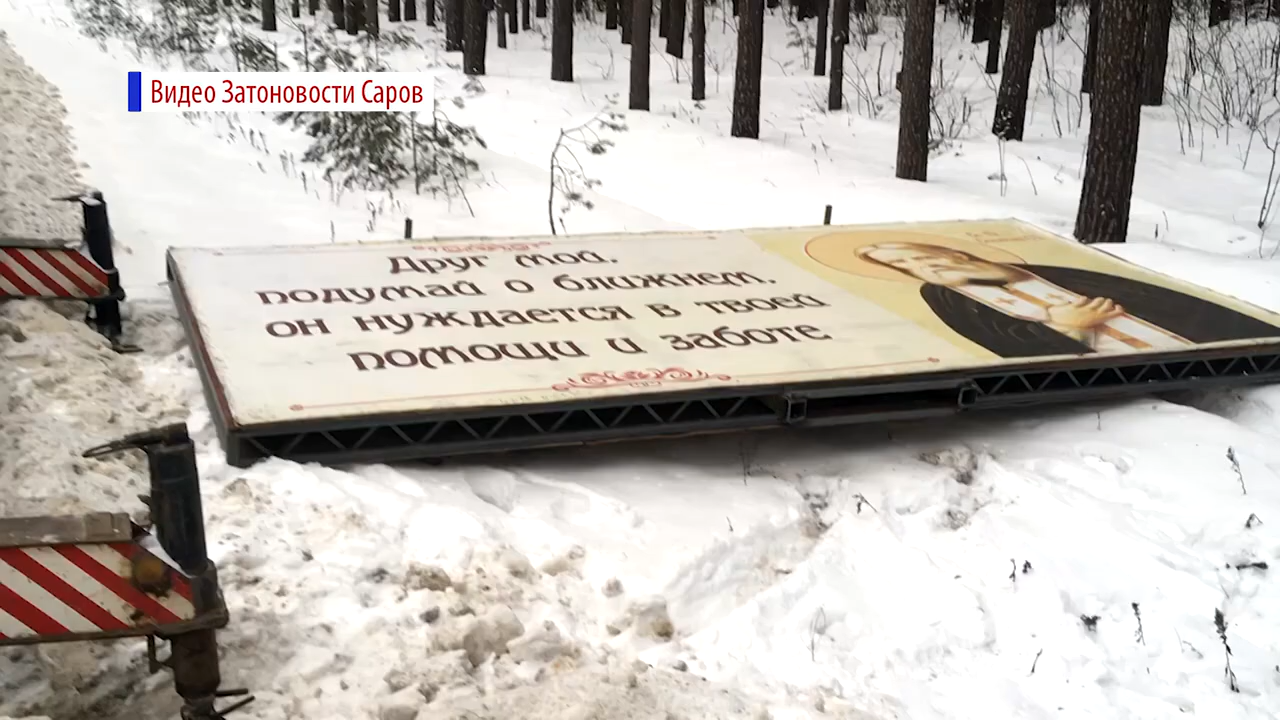 Видео Затоновости Саров
Друг мой,
подумай о ближнем,
он нуждается в твоей
помощи и заботе